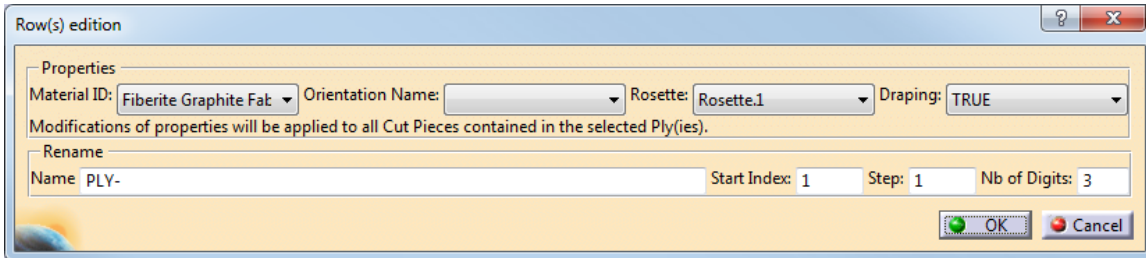 Row(s) edition
Properties
Material ID: Fiberite Graphite Fab Orientation Name: Rosette: Rosette.1 Draping: TRUE
Modifications of properties will be applied to all Cut Pieces contained in the selected Ply(ies).
Rename
Name PLY- Start Index: 1 Step: 1 Nb of Digits: 3
OK Cancel